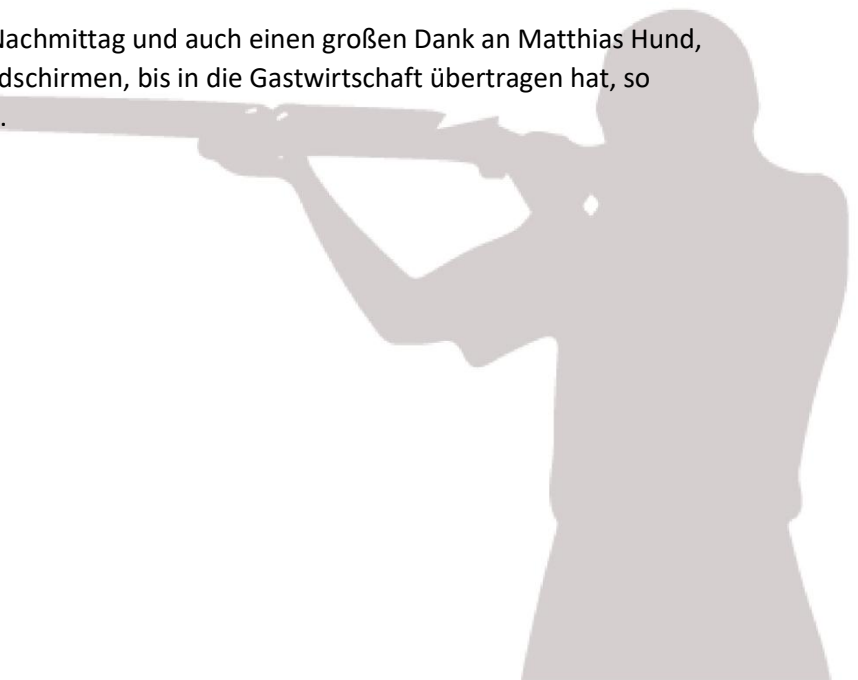 Nachmittag und auch einen großen Dank an Matthias Hund,
dschirmen, bis in die Gastwirtschaft übertragen hat, so
.